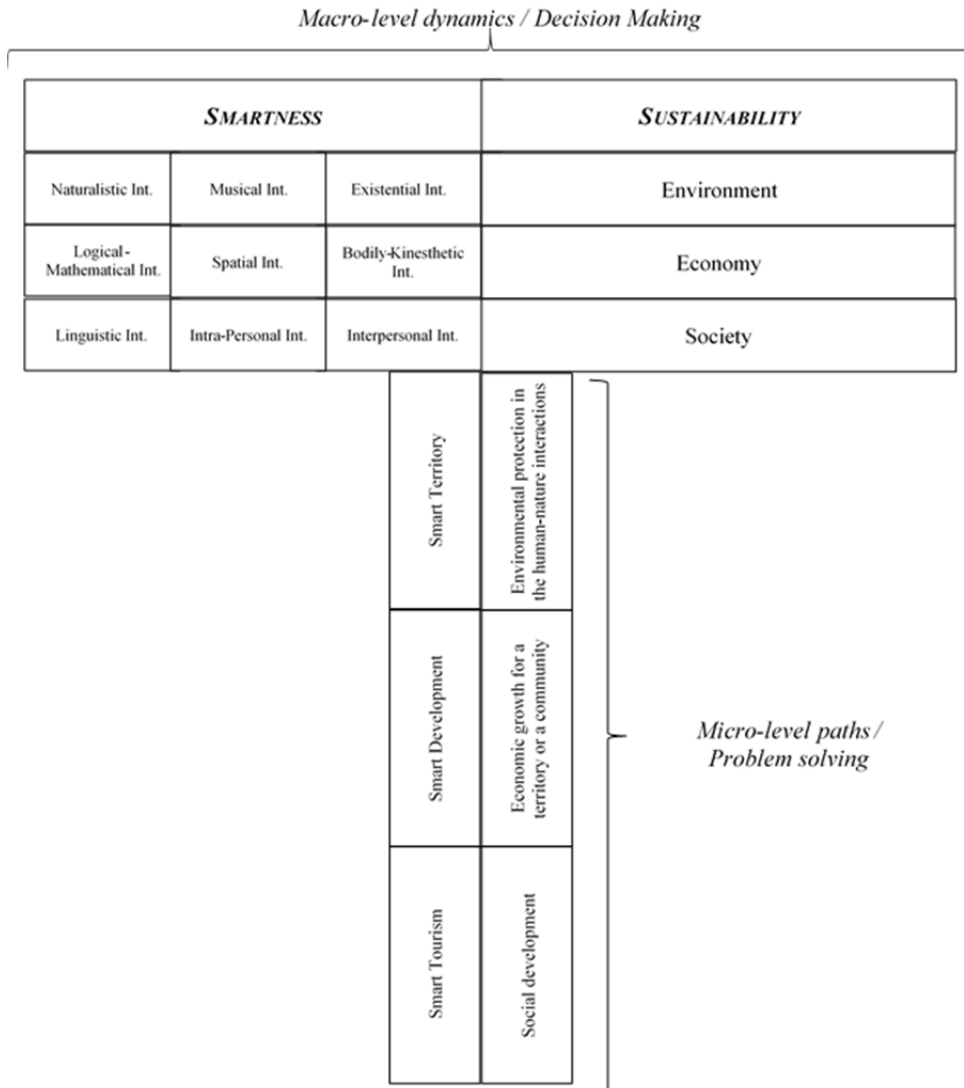 Macro-level dynamics / Decision Making
SMARTNESS
SUSTAINABILITY
Naturalistic Int.
Musical Int.
Existential Int.
Environment
Logical-
Mathematical Int.
Spatial Int.
Bodily-Kinesthetic
Int.
Economy
Linguistic Int.
Intra-Personal Int.
Interpersonal Int.
Society
Smart Territory
Environmental protection in
the human-nature interactions
Smart Development
Economic growth for a
territory or a community
Micro-level paths /
Problem solving
Smart Tourism
Social development